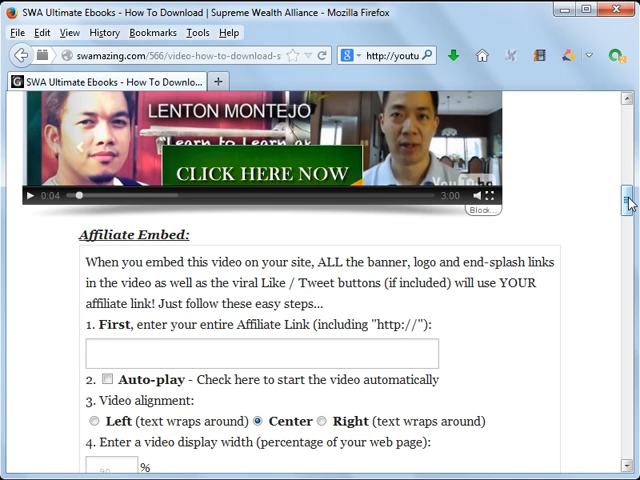 SWA Ultimate Ebooks - How To Download | Supreme Wealth Alliance - Mozilla Firefox
File Edit View History Bookmarks Tools Help
swamazing.com/566/video-how-to-download-s
http://youtu
SWA Ultimate Ebooks - How To Downlo...
LENTON MONTEJO
"Learn to Learn an
CLICK HERE NOW
0:04 3:00
Block...
Affiliate Embed:
When you embed this video on your site, ALL the banner, logo and end-splash links
in the video as well as the viral Like / Tweet buttons (if included) will use YOUR
affiliate link! Just follow these easy steps...
1. First, enter your entire Affiliate Link (including "http://"):
2. Auto-play - Check here to start the video automatically
3. Video alignment:
Left (text wraps around) Center Right (text wraps around)
4. Enter a video display width (percentage of your web page):
90 %